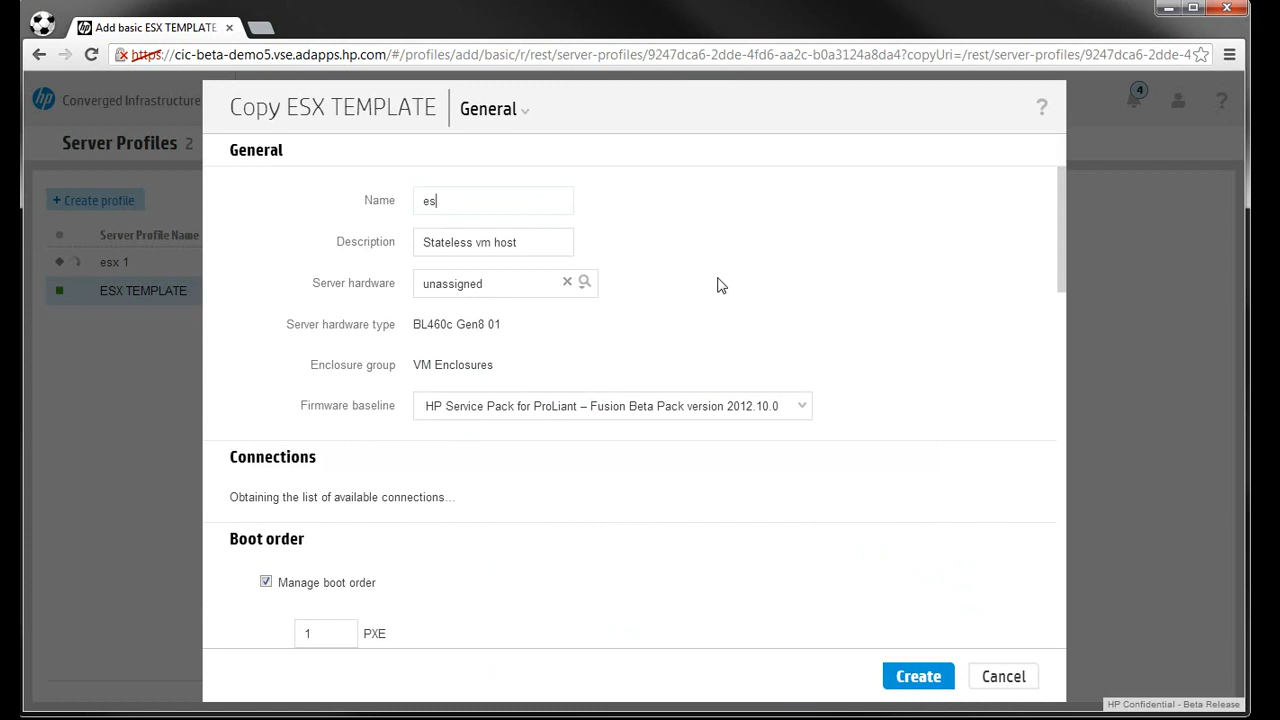 Add basic ESX TEMPLATE
https://cic-beta-demo5.vse.adapps.hp.com/#/profiles/add/basic/r/rest/server-profiles/9247dca6-2dde-4fd6-aa2c-b0a3124a8da4?copyUri=/rest/server-profiles/9247dca6-2dde-4
hp Converged Infrastructure
4
?
Server Profiles 2
+ Create profile
Server Profile Name
esx 1
ESX TEMPLATE
Copy ESX TEMPLATE General
?
General
Name es
Description Stateless vm host
Server hardware unassigned
Server hardware type BL460c Gen8 01
Enclosure group VM Enclosures
Firmware baseline HP Service Pack for ProLiant – Fusion Beta Pack version 2012.10.0
Connections
Obtaining the list of available connections...
Boot order
Manage boot order
1 PXE
Create Cancel
HP Confidential - Beta Release